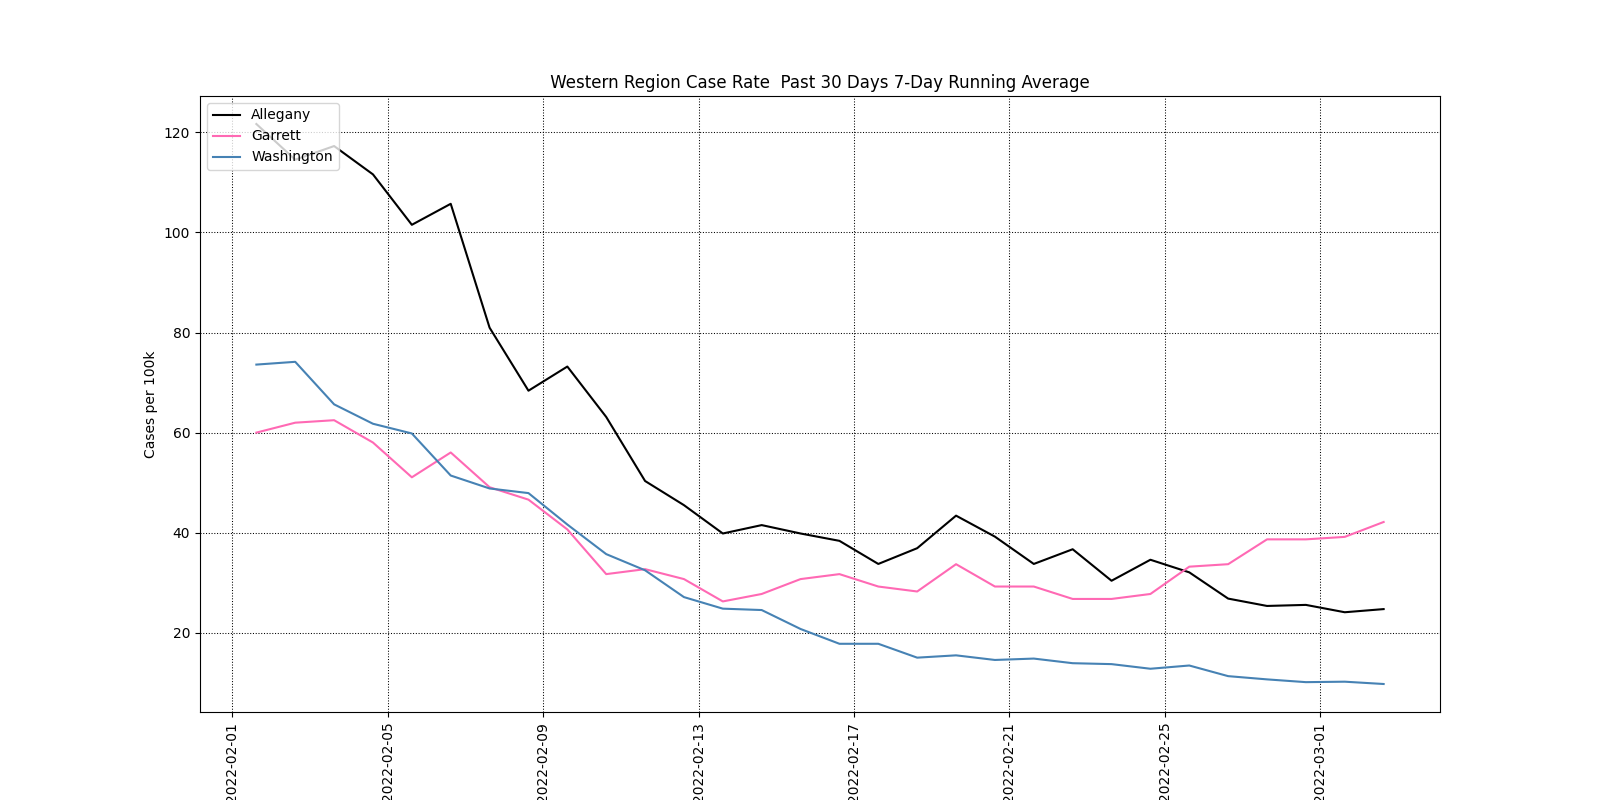 Western Region Case Rate  Past 30 Days 7-Day Running Average
Allegany
Garrett
Washington
120
100
80
60
40
20
Cases per 100k
2022-02-01
2022-02-05
2022-02-09
2022-02-13
2022-02-17
2022-02-21
2022-02-25
2022-03-01